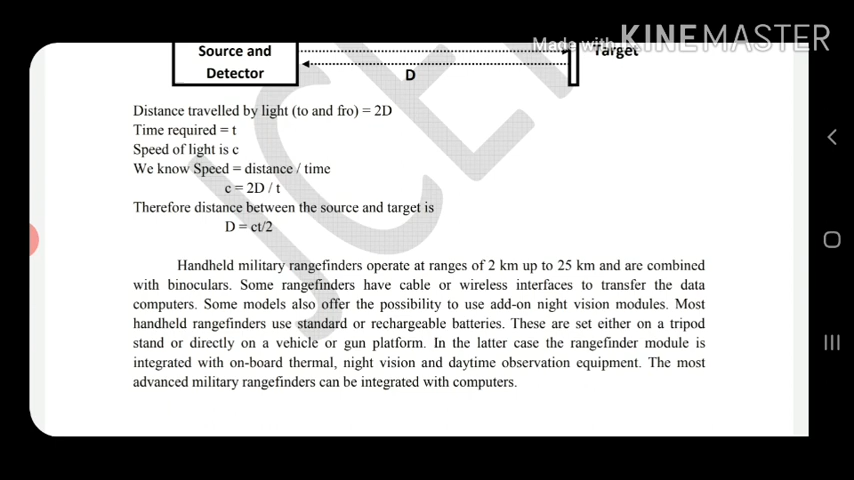 Made with KINEMASTER
Source and
Target
Detector
D
Distance travelled by light (to and fro) = 2D
Time required = t
Speed of light is c
We know Speed = distance / time
c = 2D / t
Therefore distance between the source and target is
D = ct/2
Handheld military rangefinders operate at ranges of 2 km up to 25 km and are combined
with binoculars. Some rangefinders have cable or wireless interfaces to transfer the data
computers. Some models also offer the possibility to use add-on night vision modules. Most
handheld rangefinders use standard or rechargeable batteries. These are set either on a tripod
stand or directly on a vehicle or gun platform. In the latter case the rangefinder module is
integrated with on-board thermal, night vision and daytime observation equipment. The most
advanced military rangefinders can be integrated with computers.